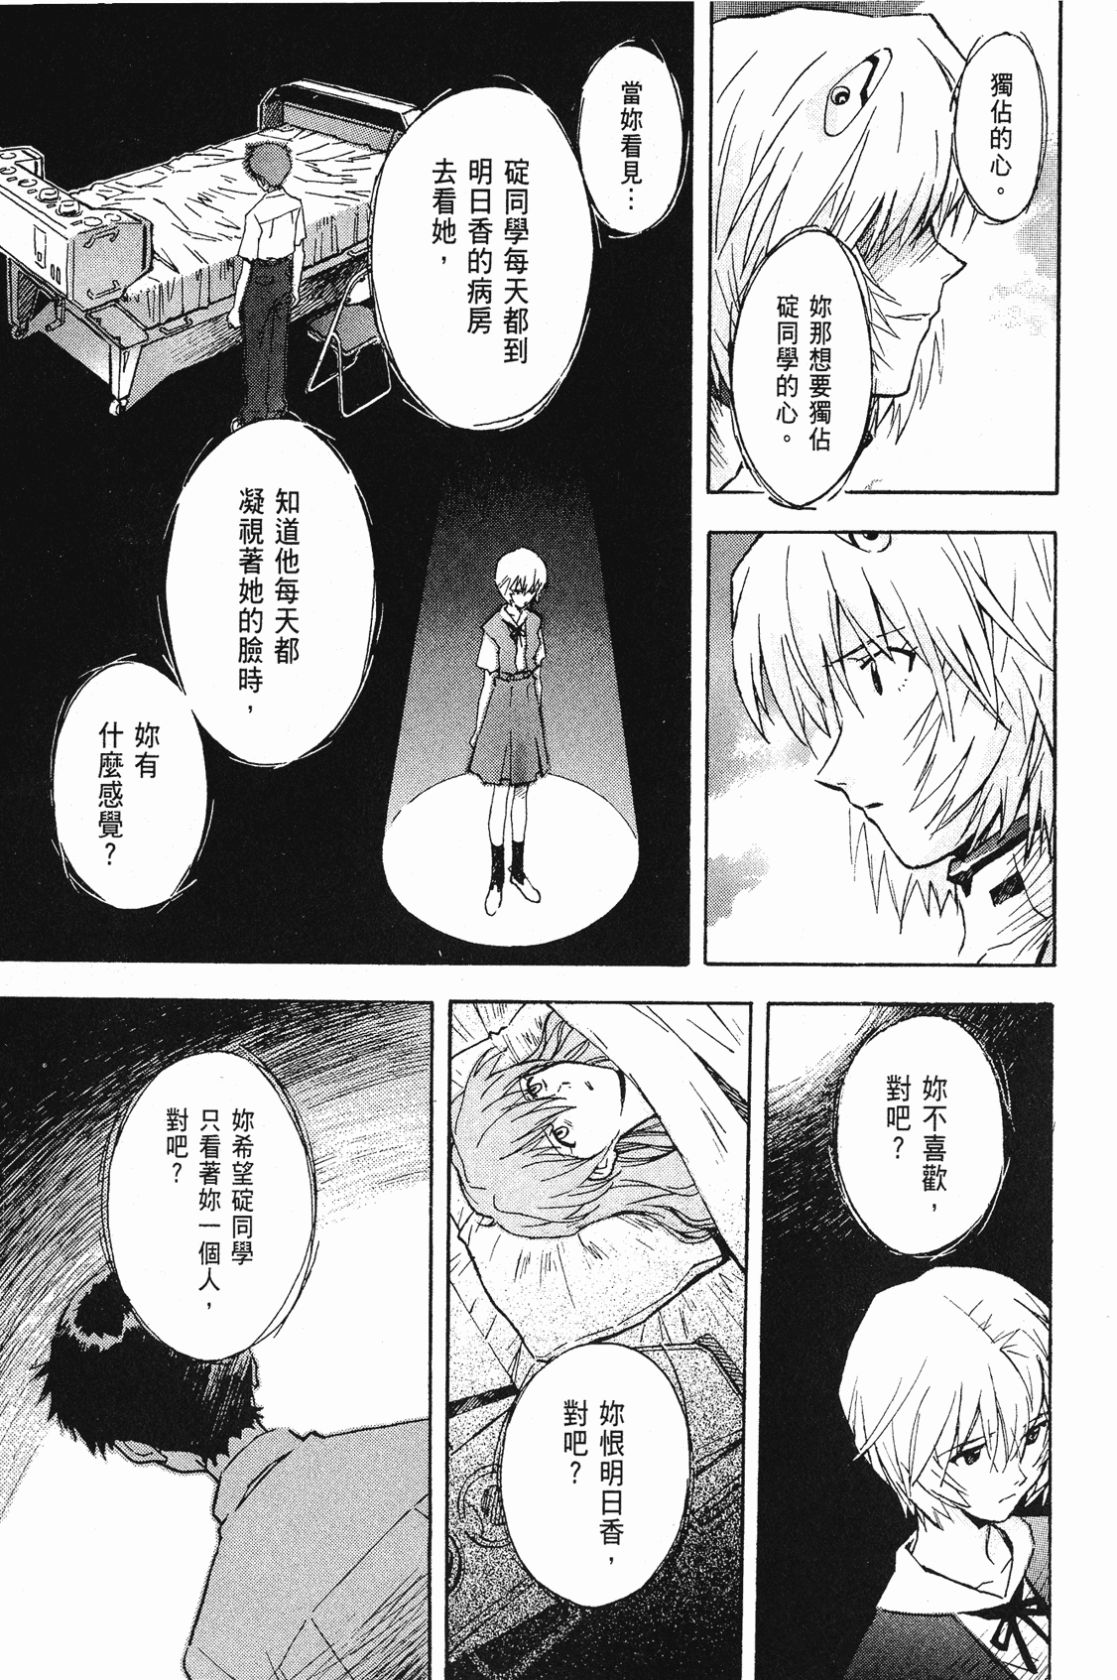 獨佔的心。
妳那想要獨佔
碇同學的心。
當妳看見…
碇同學每天都到
明日香的病房
去看她，
知道他每天都
凝視著她的臉時，
妳有
什麼感覺？
妳不喜歡，
對吧？
妳恨明日香，
對吧？
妳希望碇同學
只看著妳一個人，
對吧？